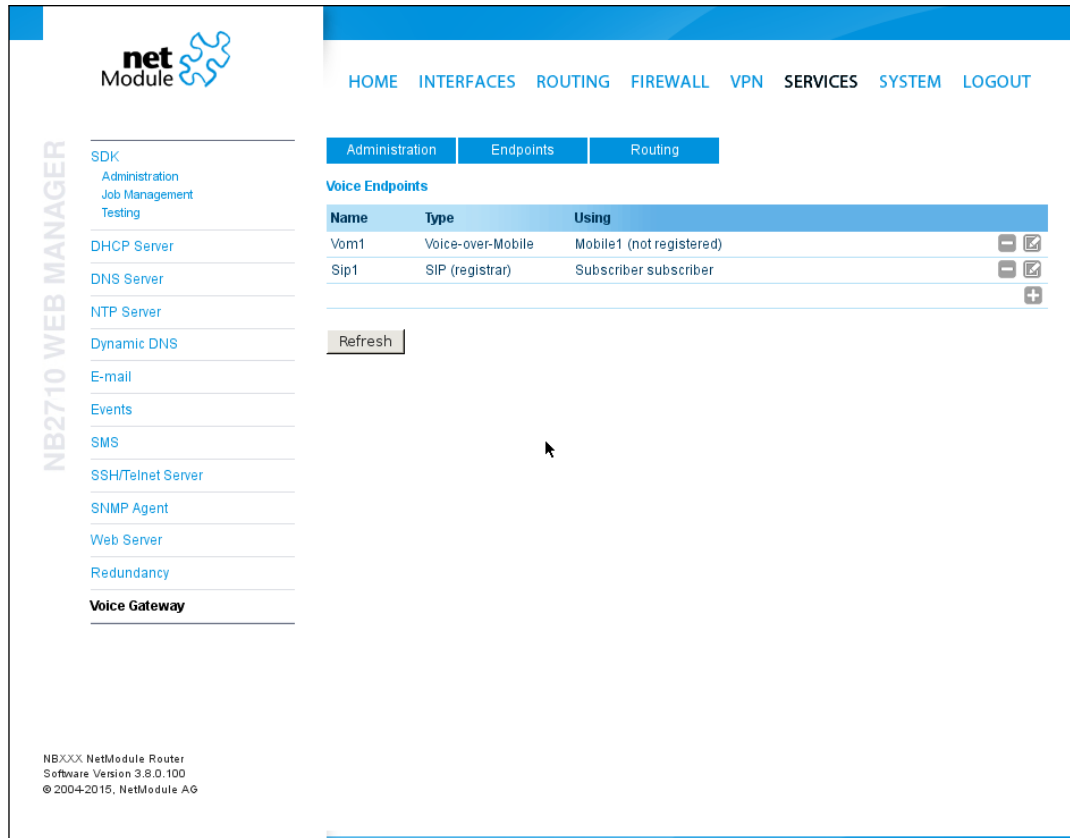 net
Module
HOME INTERFACES ROUTING FIREWALL VPN SERVICES SYSTEM LOGOUT
NB2710 WEB MANAGER
SDK
Administration
Job Management
Testing
DHCP Server
DNS Server
NTP Server
Dynamic DNS
E-mail
Events
SMS
SSH/Telnet Server
SNMP Agent
Web Server
Redundancy
Voice Gateway
Administration Endpoints Routing
Voice Endpoints
Name Type Using
Vom1 Voice-over-Mobile Mobile1 (not registered)
Sip1 SIP (registrar) Subscriber subscriber
Refresh
NBXXX NetModule Router
Software Version 3.8.0.100
© 2004-2015, NetModule AG